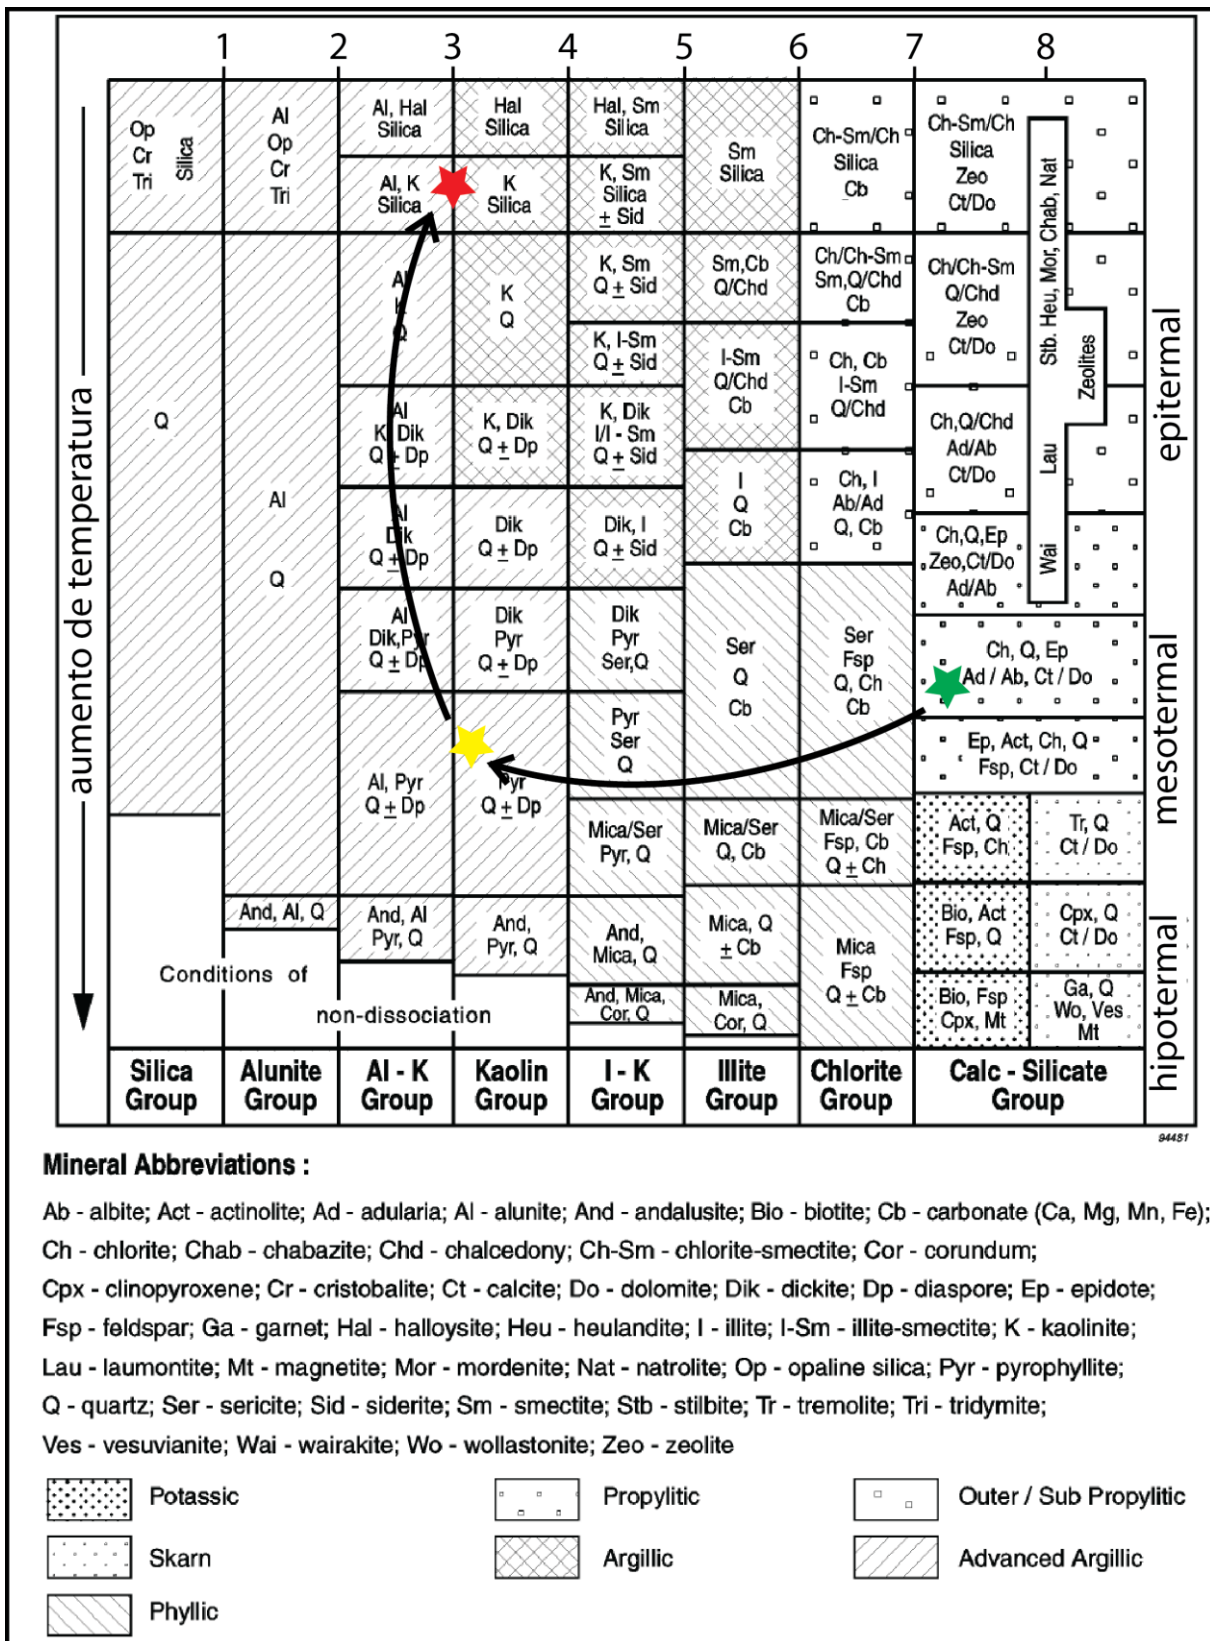 1 2 3 4 5 6 7 8
aumento de temperatura
Op
Cr
Tri
Silica
Q
Al
Op
Cr
Tri
Al
Q
And, Al, Q
Conditions of
non-dissociation
Al, Hal
Silica
Al, K
Silica
Al
K
Q
Al
K, Dik
Q ± Dp
Al
Dik
Q ± Dp
Al
Dik,Pyr
Q ± Dp
Al, Pyr
Q ± Dp
And, Al
Pyr, Q
Hal
Silica
K
Silica
K
Q
K, Dik
Q ± Dp
Dik
Q ± Dp
Dik
Pyr
Q ± Dp
Pyr
Q ± Dp
And,
Pyr, Q
Hal, Sm
Silica
K, Sm
Silica
± Sid
K, Sm
Q ± Sid
K, I-Sm
Q ± Sid
K, Dik
I/I - Sm
Q ± Sid
Dik, I
Q ± Sid
Dik
Pyr
Ser,Q
Pyr
Ser
Q
Mica/Ser
Pyr, Q
And,
Mica, Q
And, Mica,
Cor, Q
Sm
Silica
Sm,Cb
Q/Chd
I-Sm
Q/Chd
Cb
I
Q
Cb
Ser
Q
Cb
Mica/Ser
Q, Cb
Mica, Q
± Cb
Mica,
Cor, Q
Ch-Sm/Ch
Silica
Cb
Ch/Ch-Sm
Sm,Q/Chd
Cb
Ch, Cb
I-Sm
Q/Chd
Ch, I
Ab/Ad
Q, Cb
Ser
Fsp
Q, Ch
Cb
Mica/Ser
Fsp, Cb
Q ± Ch
Mica
Fsp
Q ± Cb
Ch-Sm/Ch
Silica
Zeo
Ct/Do
Ch/Ch-Sm
Q/Chd
Zeo
Ct/Do
Ch,Q/Chd
Ad/Ab
Ct/Do
Ch,Q,Ep
Zeo,Ct/Do
Ad/Ab
Ch, Q, Ep
Ad / Ab, Ct / Do
Ep, Act, Ch, Q
Fsp, Ct / Do
Act, Q
Fsp, Ch
Tr, Q
Ct / Do
Bio, Act
Fsp, Q
Cpx, Q
Ct / Do
Bio, Fsp
Cpx, Mt
Ga, Q
Wo, Ves
Mt
Stb. Heu, Mor, Chab, Nat
Lau
Wai
Zeolites
epitermal
mesotermal
hipotermal
Silica
Group
Alunite
Group
Al - K
Group
Kaolin
Group
I - K
Group
Illite
Group
Chlorite
Group
Calc - Silicate
Group
94481
Mineral Abbreviations :
Ab - albite; Act - actinolite; Ad - adularia; Al - alunite; And - andalusite; Bio - biotite; Cb - carbonate (Ca, Mg, Mn, Fe);
Ch - chlorite; Chab - chabazite; Chd - chalcedony; Ch-Sm - chlorite-smectite; Cor - corundum;
Cpx - clinopyroxene; Cr - cristobalite; Ct - calcite; Do - dolomite; Dik - dickite; Dp - diaspore; Ep - epidote;
Fsp - feldspar; Ga - garnet; Hal - halloysite; Heu - heulandite; I - illite; I-Sm - illite-smectite; K - kaolinite;
Lau - laumontite; Mt - magnetite; Mor - mordenite; Nat - natrolite; Op - opaline silica; Pyr - pyrophyllite;
Q - quartz; Ser - sericite; Sid - siderite; Sm - smectite; Stb - stilbite; Tr - tremolite; Tri - tridymite;
Ves - vesuvianite; Wai - wairakite; Wo - wollastonite; Zeo - zeolite
Potassic
Propylitic
Outer / Sub Propylitic
Skarn
Argillic
Advanced Argillic
Phyllic